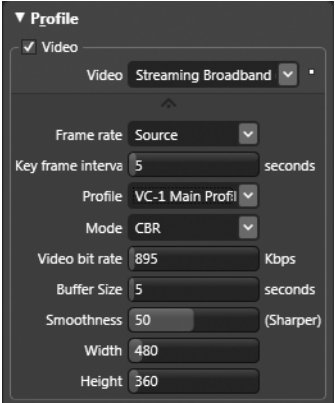 Profile
Video
Video Streaming Broadband
Frame rate Source
Key frame interva 5 seconds
Profile VC-1 Main Profil
Mode CBR
Video bit rate 895 Kbps
Buffer Size 5 seconds
Smoothness 50 (Sharper)
Width 480
Height 360